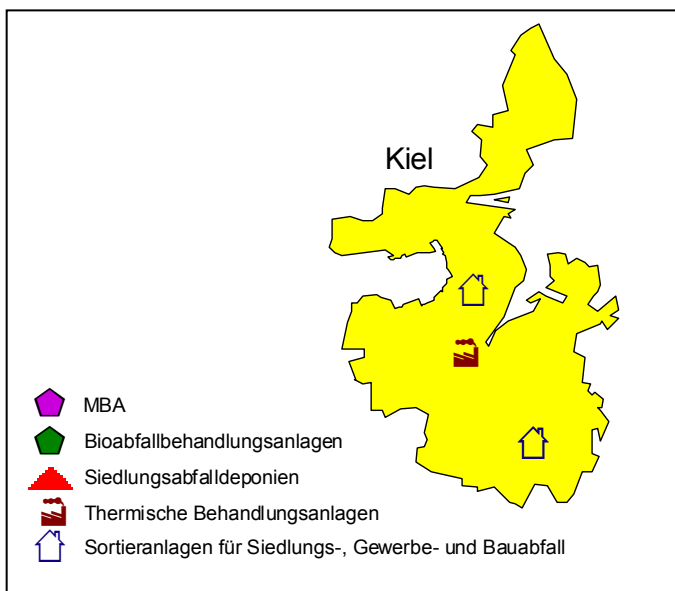 Kiel
MBA
Bioabfallbehandlungsanlagen
Siedlungsabfalldeponien
Thermische Behandlungsanlagen
Sortieranlagen für Siedlungs-, Gewerbe- und Bauabfall